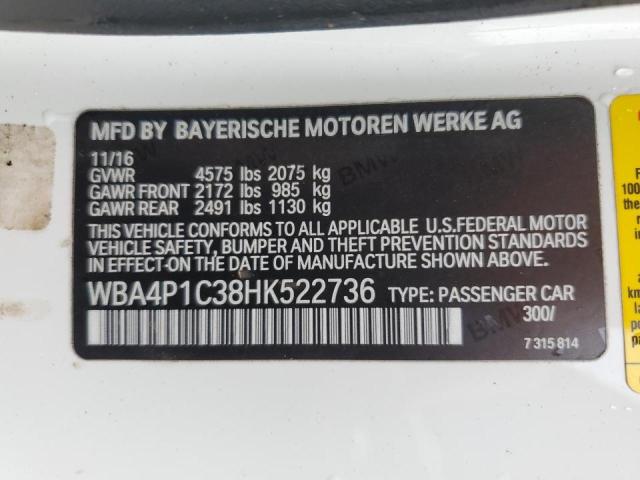 MFD BY BAYERISCHE MOTOREN WERKE AG
11/16
GVWR 4575 lbs 2075 kg
GAWR FRONT 2172 lbs 985 kg
GAWR REAR 2491 lbs 1130 kg
THIS VEHICLE CONFORMS TO ALL APPLICABLE U.S.FEDERAL MOTOR
VEHICLE SAFETY, BUMPER AND THEFT PREVENTION STANDARDS
IN EFFECT ON THE DATE OF MANUFACTURE SHOWN ABOVE:
WBA4P1C38HK522736 TYPE: PASSENGER CAR
300/
7 315 814